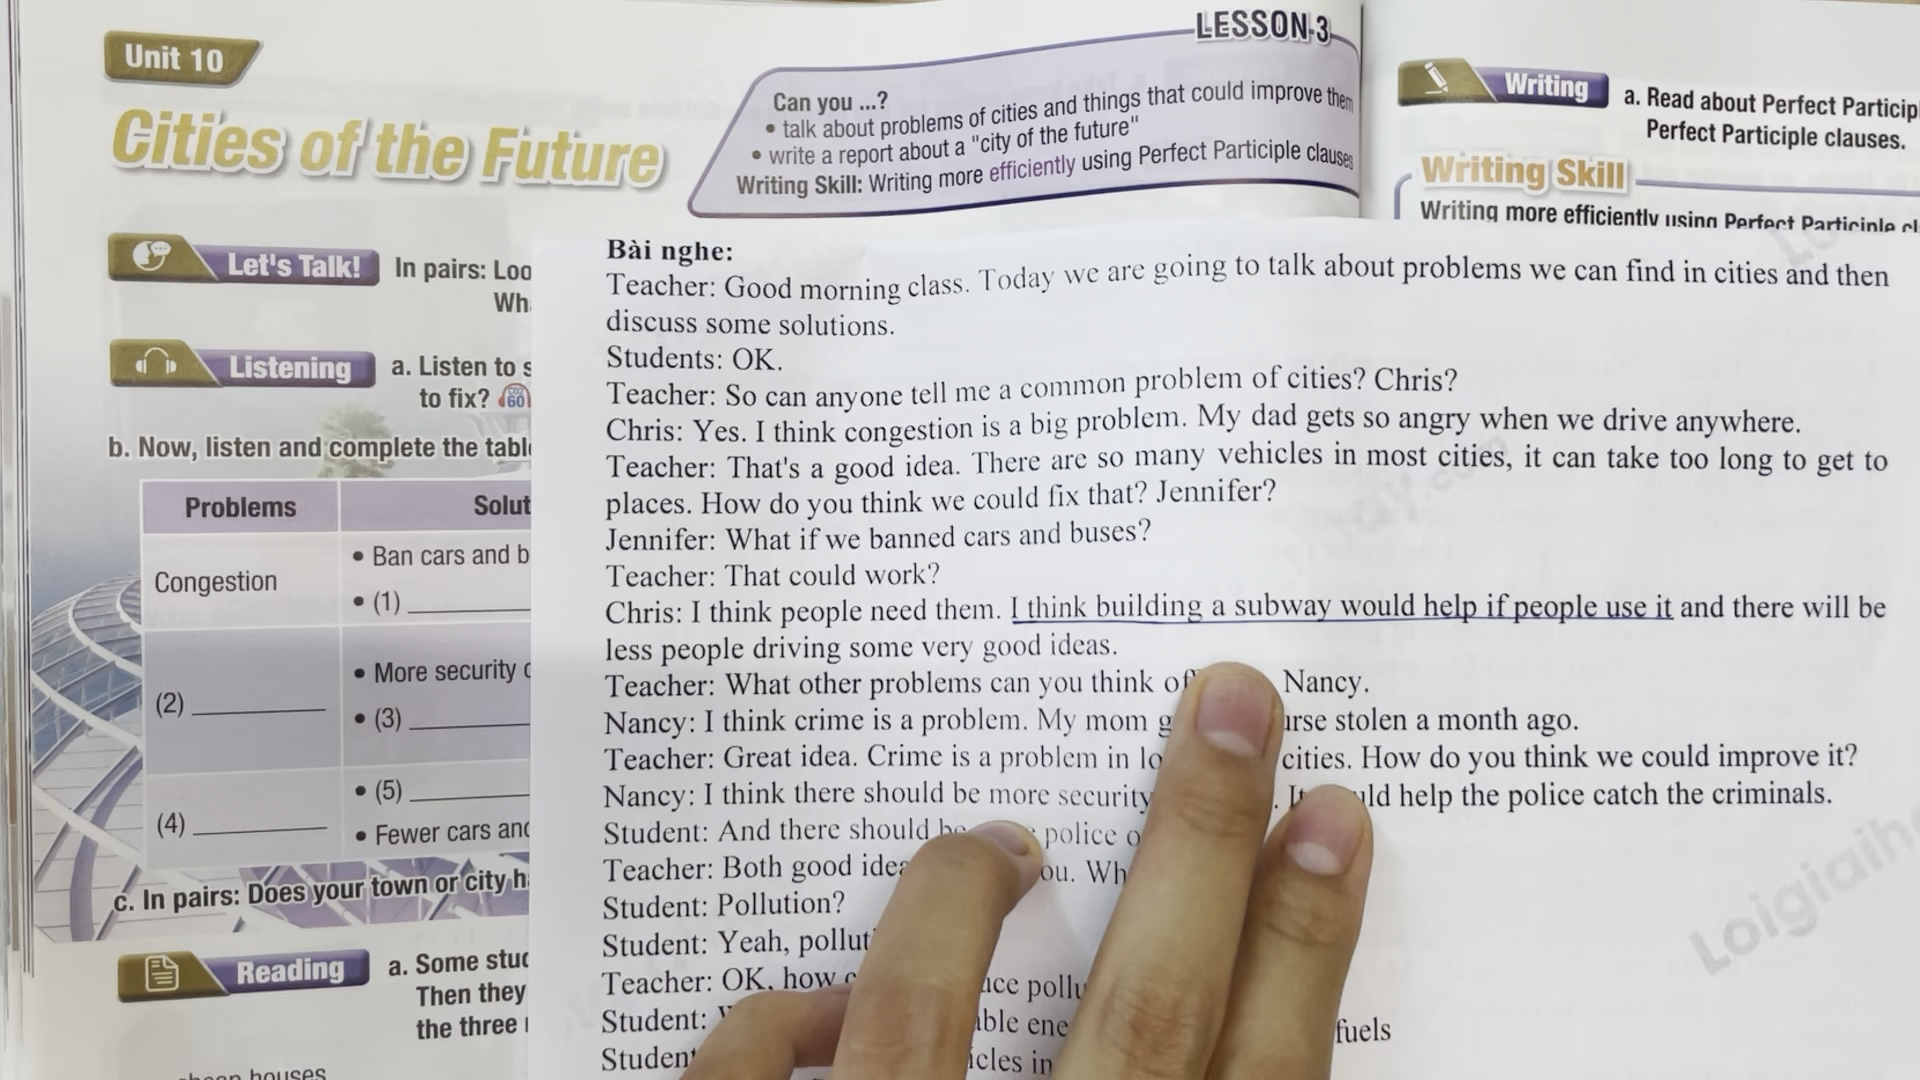 Unit 10
Cities of the Future
LESSON 3
Can you ...?
• talk about problems of cities and things that could improve them
• write a report about a "city of the future"
Writing Skill: Writing more efficiently using Perfect Participle clauses
Let's Talk!
In pairs: Loo
Wh
Listening
a. Listen to s
to fix? 60
b. Now, listen and complete the table
Problems
Solut
Congestion
• Ban cars and b
• (1)
(2)
• More security
• (3)
(4)
• (5)
• Fewer cars and
c. In pairs: Does your town or city h
Reading
a. Some stud
Then they
the three
houses
Writing
a. Read about Perfect Particip
Perfect Participle clauses.
Writing Skill
Writing more efficiently using Perfect Participle cl
Bài nghe:
Teacher: Good morning class. Today we are going to talk about problems we can find in cities and then
discuss some solutions.
Students: OK.
Teacher: So can anyone tell me a common problem of cities? Chris?
Chris: Yes. I think congestion is a big problem. My dad gets so angry when we drive anywhere.
Teacher: That's a good idea. There are so many vehicles in most cities, it can take too long to get to
places. How do you think we could fix that? Jennifer?
Jennifer: What if we banned cars and buses?
Teacher: That could work?
Chris: I think people need them. I think building a subway would help if people use it and there will be
less people driving some very good ideas.
Teacher: What other problems can you think of Nancy.
Nancy: I think crime is a problem. My mom g urse stolen a month ago.
Teacher: Great idea. Crime is a problem in lo cities. How do you think we could improve it?
Nancy: I think there should be more security . It uld help the police catch the criminals.
Student: And there should be police o
Teacher: Both good idea ou. Wh
Student: Pollution?
Student: Yeah, pollut
Teacher: OK, how uce pollu
Student: able ene fuels
Student icles in
Loigiaih